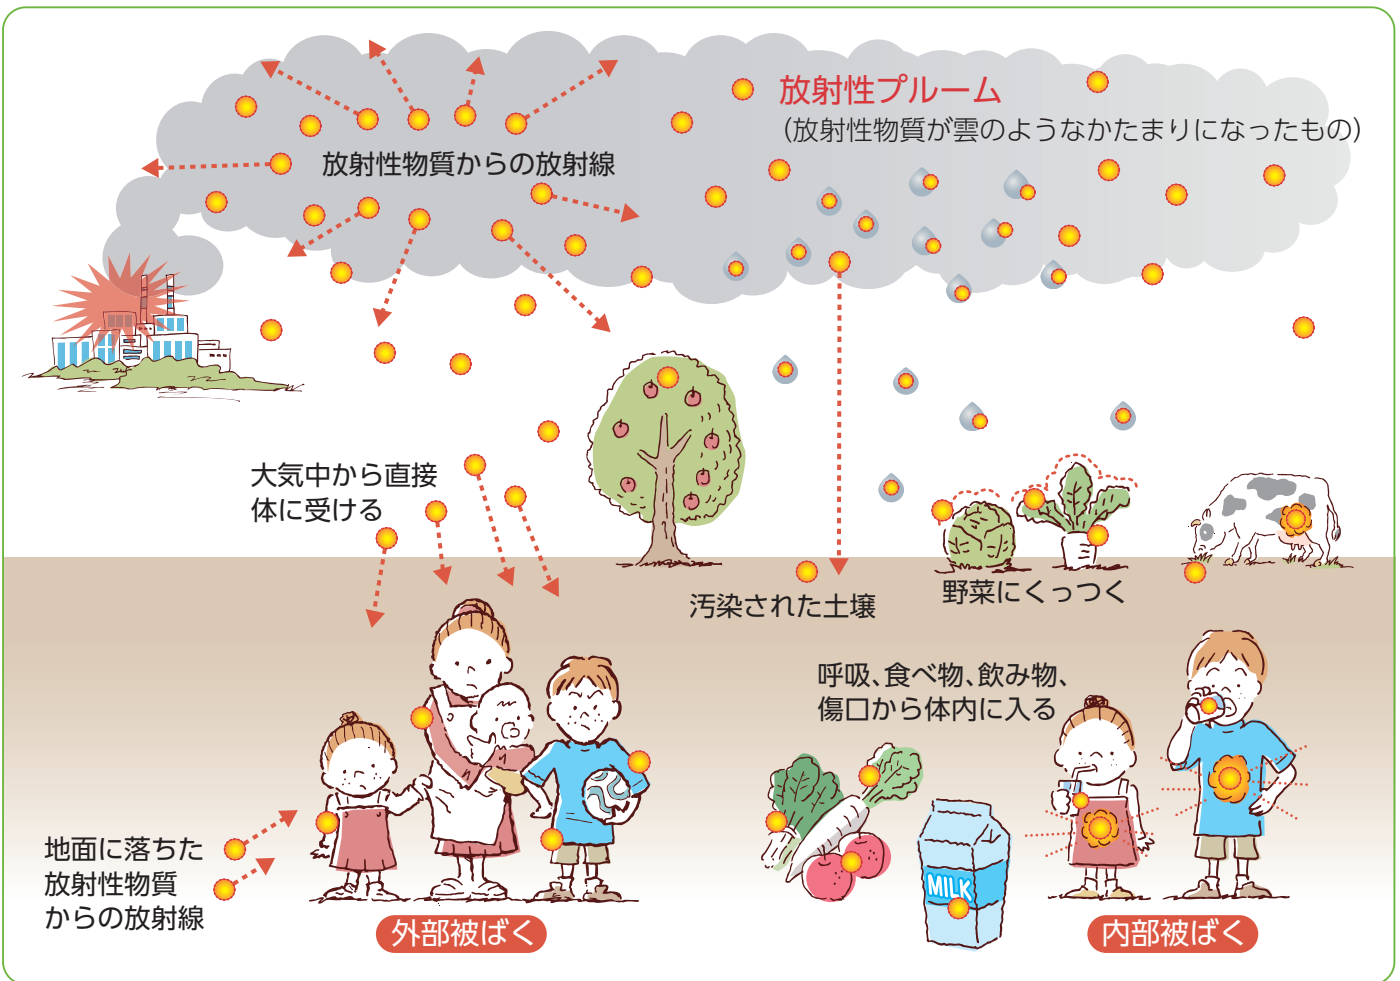 放射性プルーム
（放射性物質が雲のようなかたまりになったもの）
放射性物質からの放射線
大気中から直接
体に受ける
汚染された土壌
野菜にくっつく
呼吸、食べ物、飲み物、
傷口から体内に入る
地面に落ちた
放射性物質
からの放射線
MILK
外部被ばく
内部被ばく